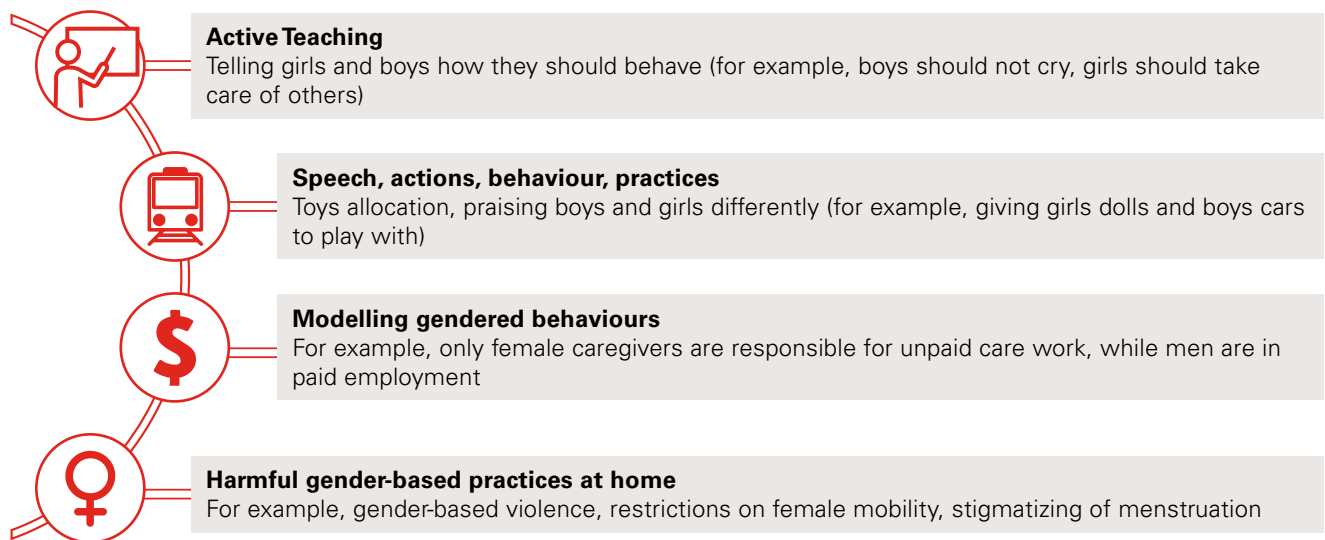 Active Teaching
Telling girls and boys how they should behave (for example, boys should not cry, girls should take
care of others)
Speech, actions, behaviour, practices
Toys allocation, praising boys and girls differently (for example, giving girls dolls and boys cars
to play with)
$
Modelling gendered behaviours
For example, only female caregivers are responsible for unpaid care work, while men are in
paid employment
Harmful gender-based practices at home
For example, gender-based violence, restrictions on female mobility, stigmatizing of menstruation